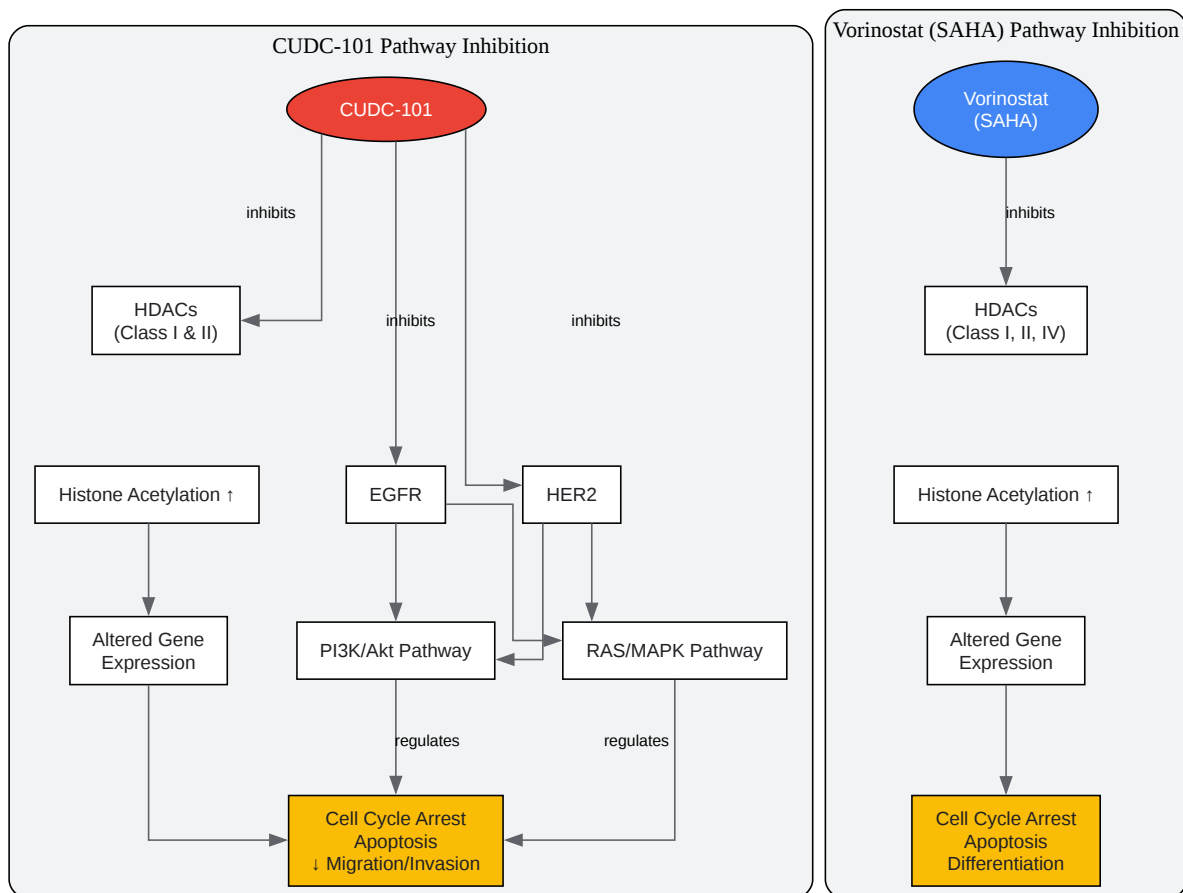 CUDC-101 Pathway Inhibition
CUDC-101
inhibits
inhibits
inhibits
HDACs
(Class I & II)
Histone Acetylation ↑
EGFR
HER2
Altered Gene
Expression
PI3K/Akt Pathway
RAS/MAPK Pathway
regulates
regulates
Cell Cycle Arrest
Apoptosis
↓ Migration/Invasion
Vorinostat (SAHA) Pathway Inhibition
Vorinostat
(SAHA)
inhibits
HDACs
(Class I, II, IV)
Histone Acetylation ↑
Altered Gene
Expression
Cell Cycle Arrest
Apoptosis
Differentiation